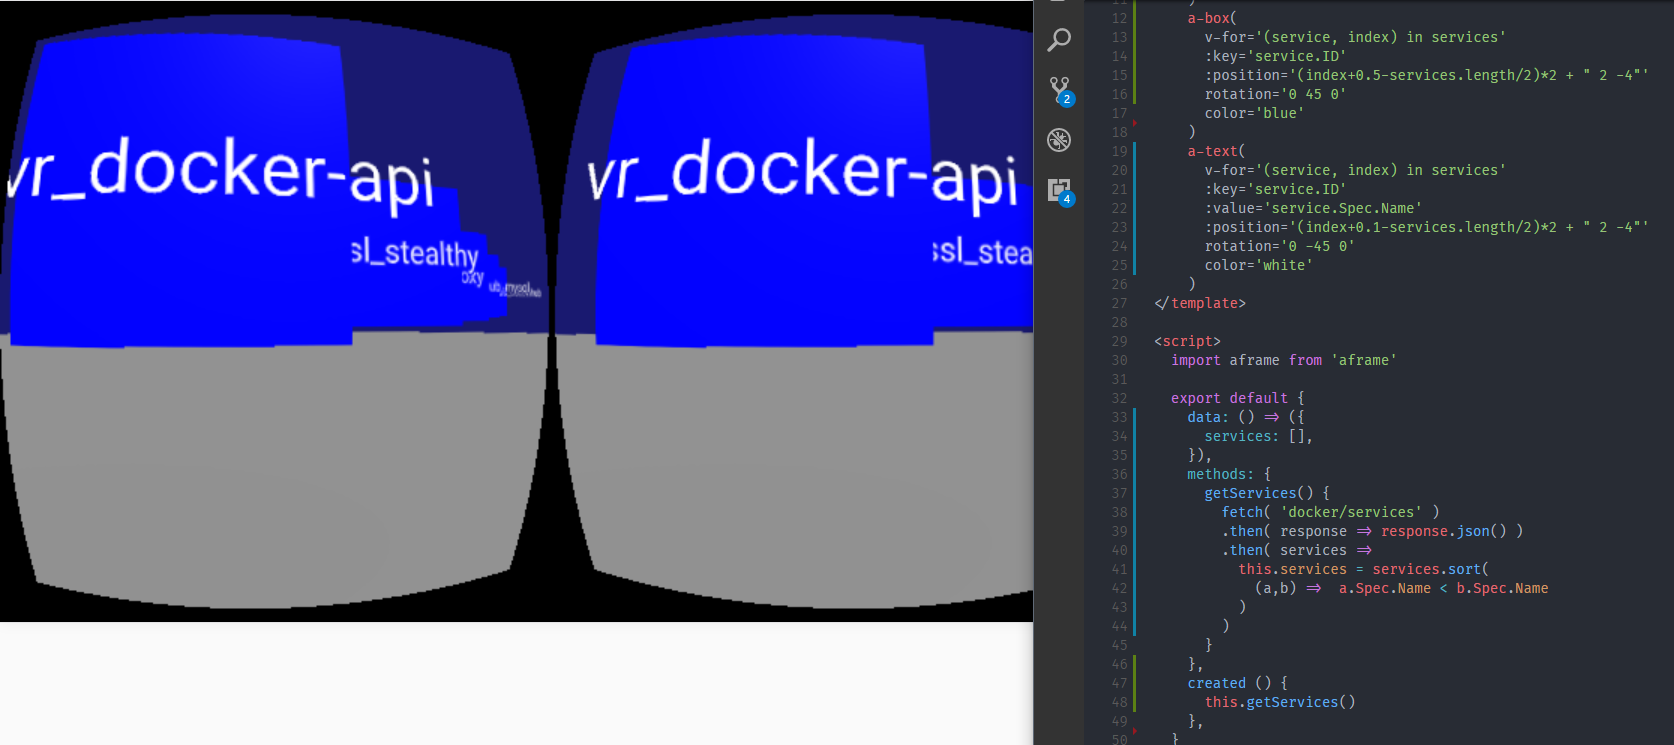 vr_docker-api
sl_stealthy
oxy
vr_docker-api
ssl_stea
2
4
11 )
12 a-box(
13 v-for='(service, index) in services'
14 :key='service.ID'
15 :position='(index+0.5-services.length/2)*2 + " 2 -4"'
16 rotation='0 45 0'
17 color='blue'
18 )
19 a-text(
20 v-for='(service, index) in services'
21 :key='service.ID'
22 :value='service.Spec.Name'
23 :position='(index+0.1-services.length/2)*2 + " 2 -4"'
24 rotation='0 -45 0'
25 color='white'
26 )
27 </template>
28
29 <script>
30 import aframe from 'aframe'
31
32 export default {
33 data: () => ({
34 services: [],
35 }),
36 methods: {
37 getServices() {
38 fetch( 'docker/services' )
39 .then( response => response.json() )
40 .then( services =>
41 this.services = services.sort(
42 (a,b) => a.Spec.Name < b.Spec.Name
43 )
44 )
45 }
46 },
47 created () {
48 this.getServices()
49 },
50 }